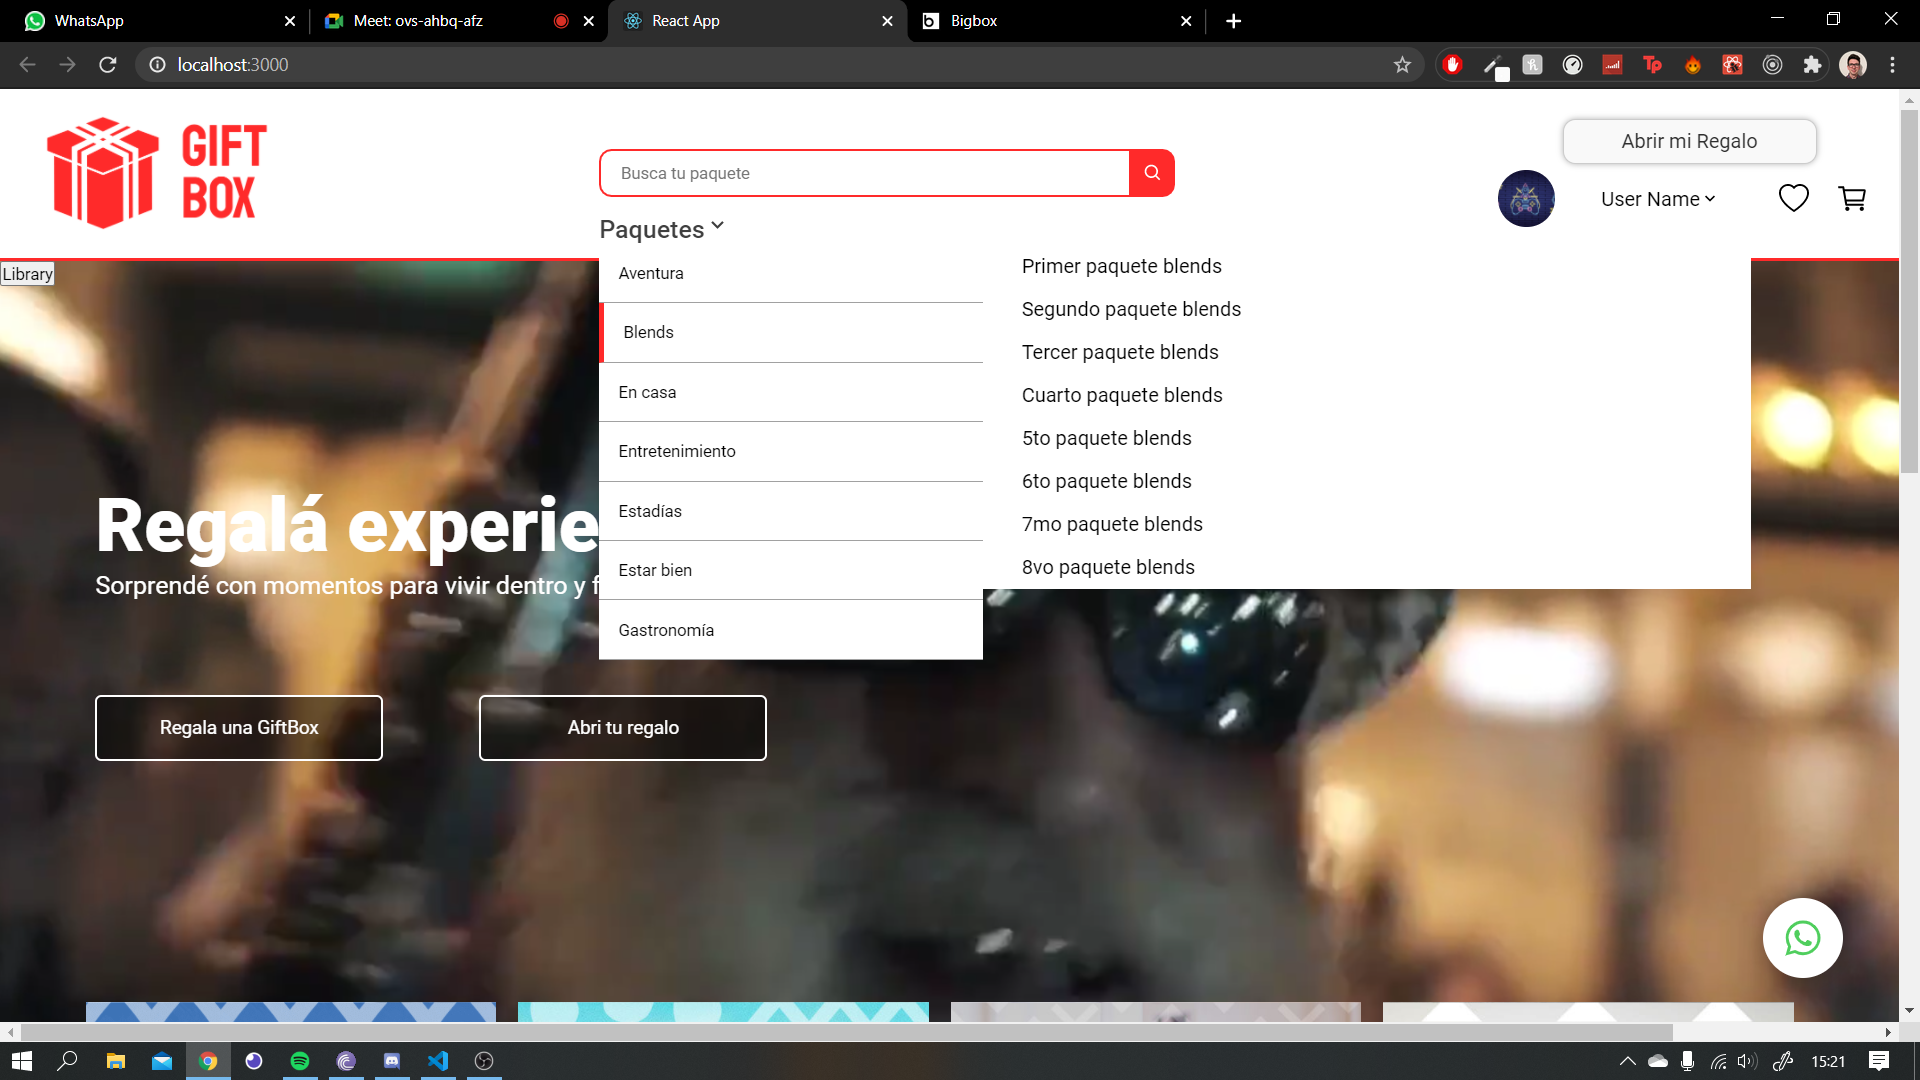 WhatsApp
Meet: ovs-ahbq-afz
React App
Bigbox
localhost:3000
GIFT
BOX
Busca tu paquete
Abrir mi Regalo
User Name
Paquetes
Library
Aventura
Blends
En casa
Entretenimiento
Estadías
Estar bien
Gastronomía
Primer paquete blends
Segundo paquete blends
Tercer paquete blends
Cuarto paquete blends
5to paquete blends
6to paquete blends
7mo paquete blends
8vo paquete blends
Regalá experie
Sorprendé con momentos para vivir dentro y f
Regala una GiftBox
Abri tu regalo
15:21